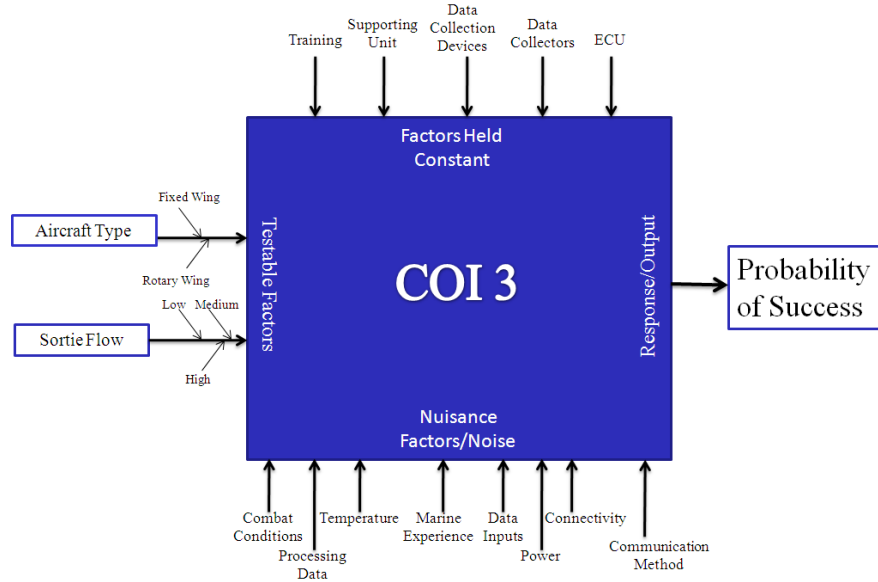 Training
Supporting
Unit
Data
Collection
Devices
Data
Collectors
ECU
Factors Held
Constant
Fixed Wing
Aircraft Type
Rotary Wing
Low
Medium
Sortie Flow
High
Testable Factors
COI 3
Response/Output
Probability
of Success
Nuisance
Factors/Noise
Combat
Conditions
Processing
Data
Temperature
Marine
Experience
Data
Inputs
Power
Connectivity
Communication
Method